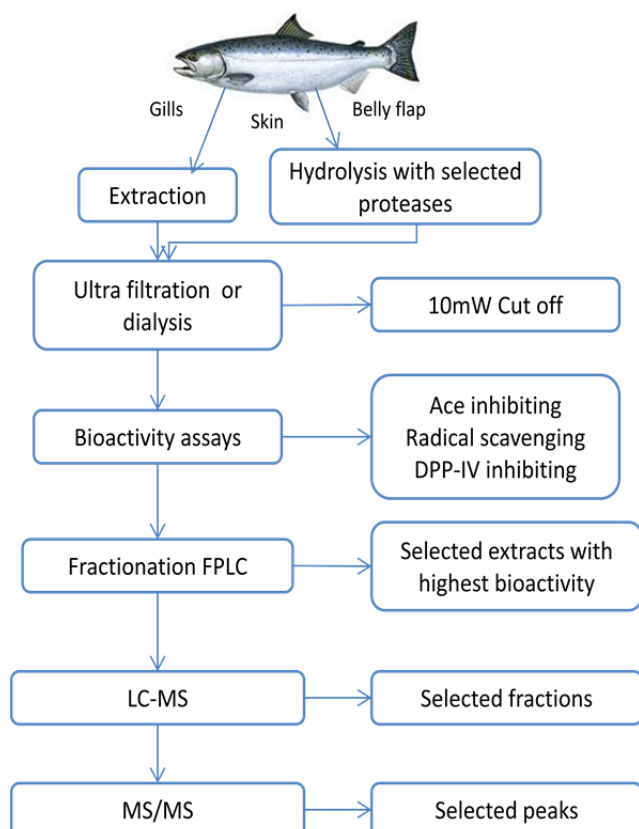 Gills
Skin
Belly flap
Extraction
Hydrolysis with selected
proteases
Ultra filtration or
dialysis
10mW Cut off
Bioactivity assays
Ace inhibiting
Radical scavenging
DPP-IV inhibiting
Fractionation FPLC
Selected extracts with
highest bioactivity
LC-MS
Selected fractions
MS/MS
Selected peaks